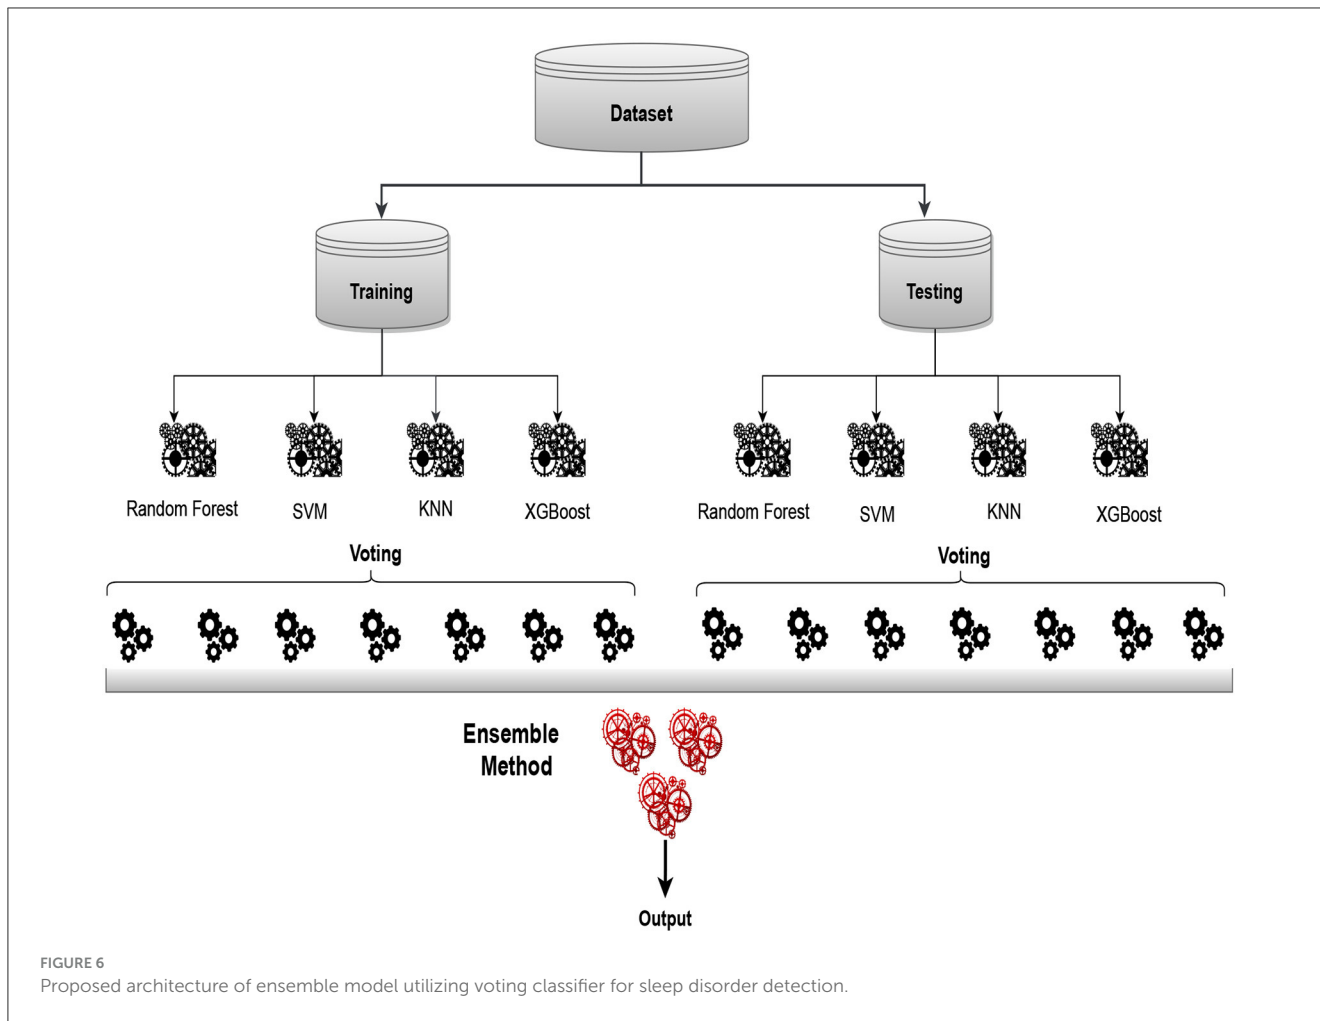 Dataset
Training
Testing
Random Forest
SVM
KNN
XGBoost
Random Forest
SVM
KNN
XGBoost
Voting
Voting
Ensemble
Method
Output
FIGURE 6
Proposed architecture of ensemble model utilizing voting classifier for sleep disorder detection.